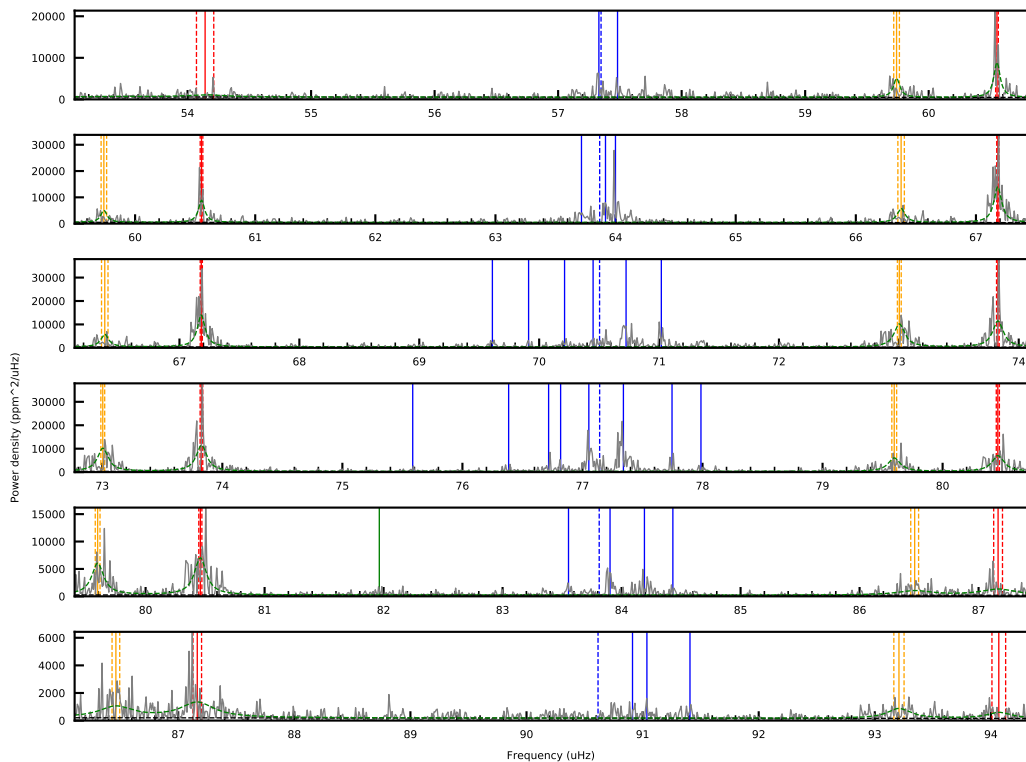 20000
10000
0
54 55 56 57 58 59 60
30000
20000
10000
0
60 61 62 63 64 65 66 67
30000
20000
10000
0
67 68 69 70 71 72 73 74
Power density (ppm^2/uHz)
30000
20000
10000
0
73 74 75 76 77 78 79 80
15000
10000
5000
0
80 81 82 83 84 85 86 87
6000
4000
2000
0
87 88 89 90 91 92 93 94
Frequency (uHz)